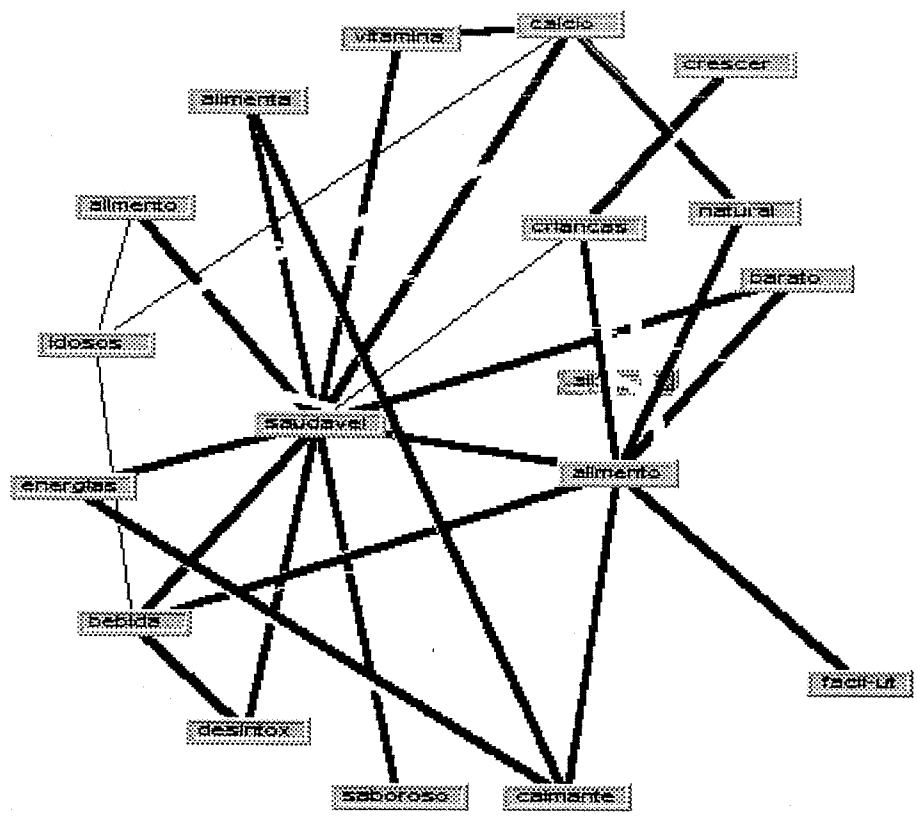 calcio
vitamina
crescer
alimenta
alimento
natural
criancas
barato
idosos
saudavel
alimento
energias
bebida
facil-ut
desintox
saboroso
calmante